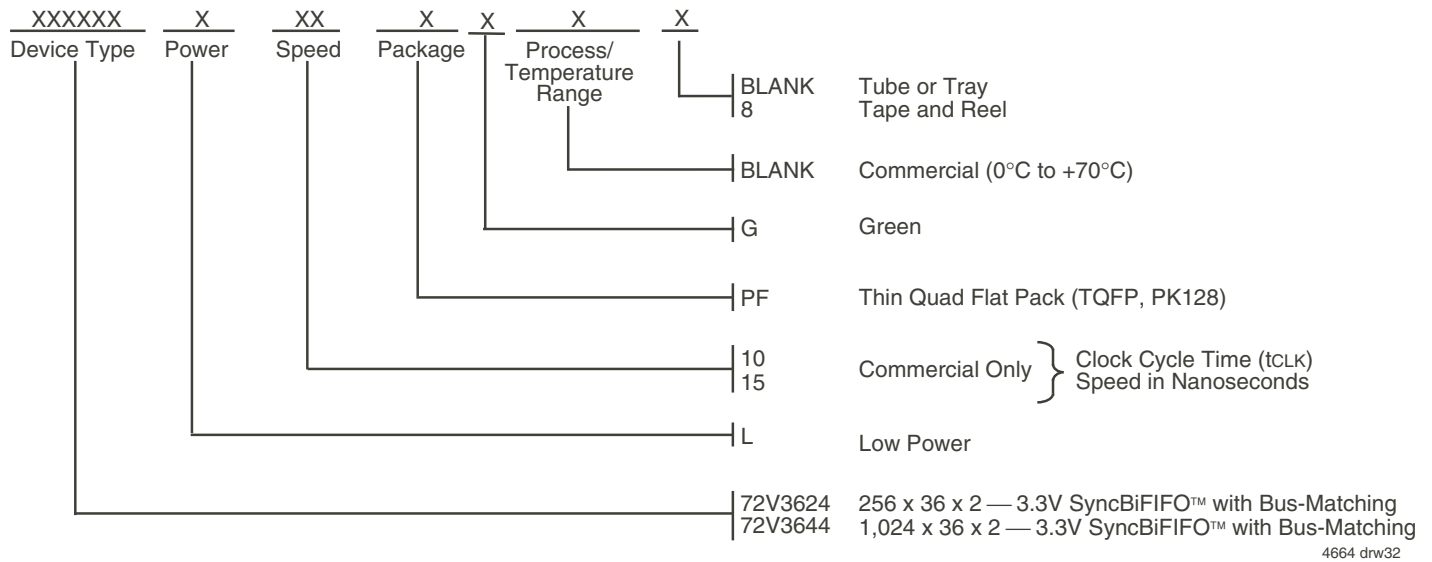 XXXXXX X XX X X X X
Device Type Power Speed Package Process/
Temperature
Range
BLANK Tube or Tray
8 Tape and Reel
BLANK Commercial (0°C to +70°C)
G Green
PF Thin Quad Flat Pack (TQFP, PK128)
10
15
Commercial Only
Clock Cycle Time (tCLK)
Speed in Nanoseconds
L Low Power
72V3624 256 x 36 x 2 — 3.3V SyncBiFIFO™ with Bus-Matching
72V3644 1,024 x 36 x 2 — 3.3V SyncBiFIFO™ with Bus-Matching
4664 drw32